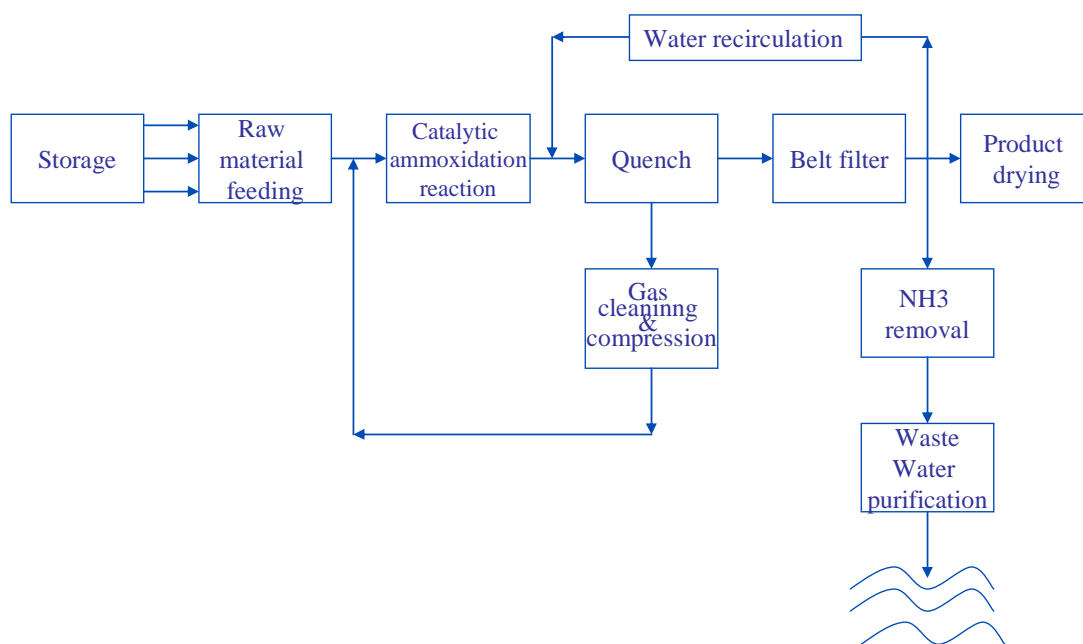 Water recirculation
Storage
Raw
material
feeding
Catalytic
ammoxidation
reaction
Quench
Belt filter
Product
drying
Gas
cleaninng
&
compression
NH3
removal
Waste
Water
purification